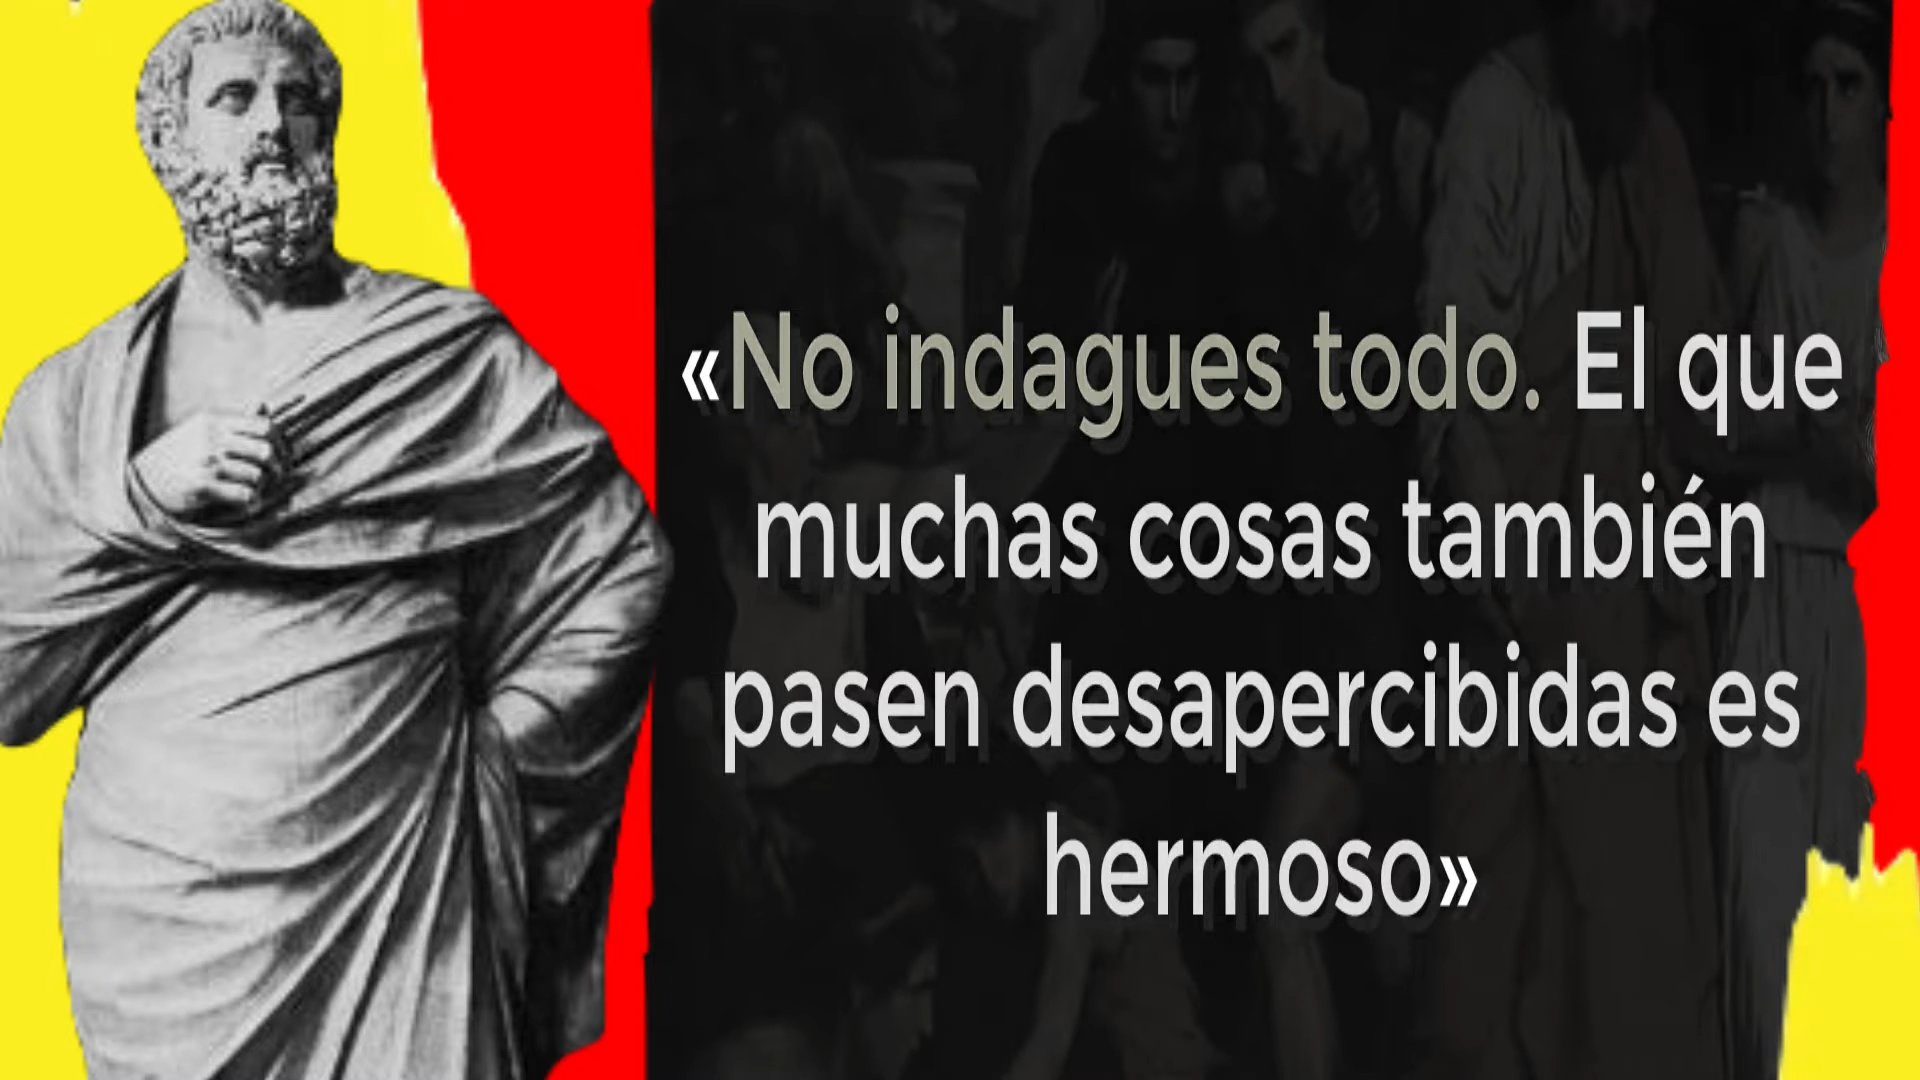 «No indagues todo. El que
muchas cosas también
pasen desapercibidas es
hermoso»